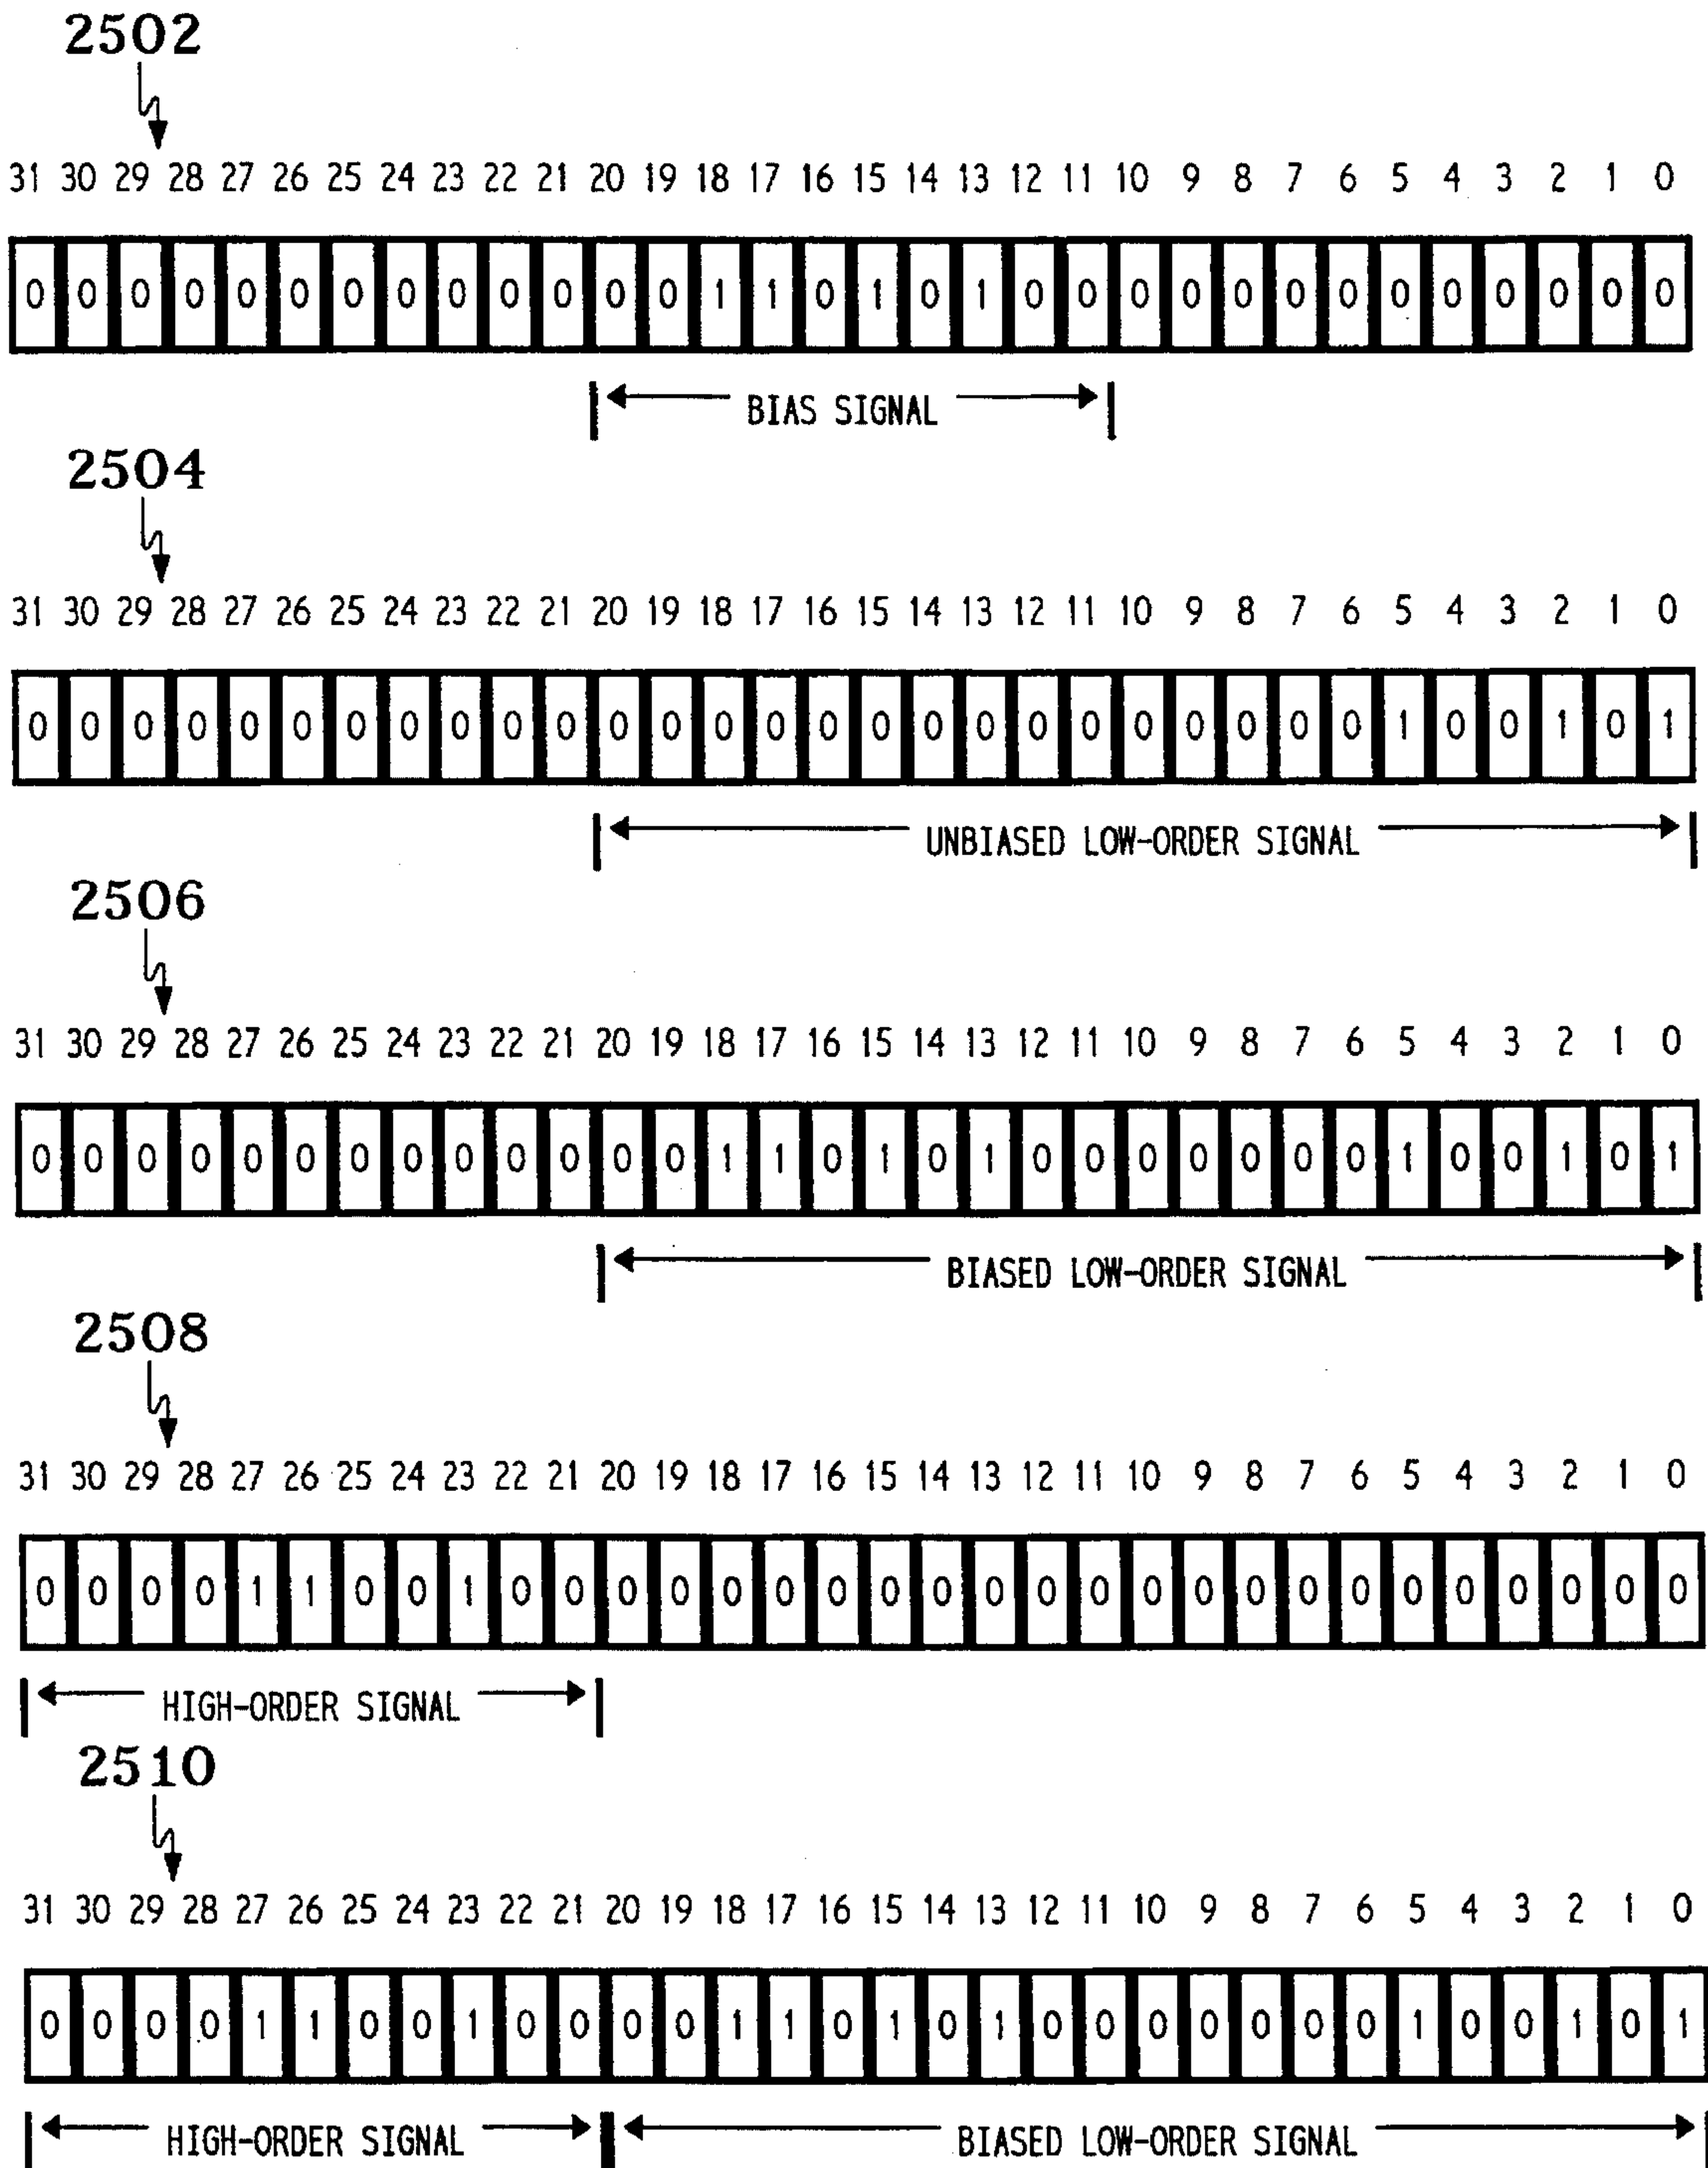 2502
31 30 29 28 27 26 25 24 23 22 21 20 19 18 17 16 15 14 13 12 11 10 9 8 7 6 5 4 3 2 1 0
0 0 0 0 0 0 0 0 0 0 0 0 0 1 1 0 1 0 1 0 0 0 0 0 0 0 0 0 0 0 0 0
BIAS SIGNAL
2504
31 30 29 28 27 26 25 24 23 22 21 20 19 18 17 16 15 14 13 12 11 10 9 8 7 6 5 4 3 2 1 0
0 0 0 0 0 0 0 0 0 0 0 0 0 0 0 0 0 0 0 0 0 0 0 0 0 0 1 0 0 1 0 1
UNBIASED LOW-ORDER SIGNAL
2506
31 30 29 28 27 26 25 24 23 22 21 20 19 18 17 16 15 14 13 12 11 10 9 8 7 6 5 4 3 2 1 0
0 0 0 0 0 0 0 0 0 0 0 0 0 1 1 0 1 0 1 0 0 0 0 0 0 0 1 0 0 1 0 1
BIASED LOW-ORDER SIGNAL
2508
31 30 29 28 27 26 25 24 23 22 21 20 19 18 17 16 15 14 13 12 11 10 9 8 7 6 5 4 3 2 1 0
0 0 0 0 1 1 0 0 1 0 0 0 0 0 0 0 0 0 0 0 0 0 0 0 0 0 0 0 0 0 0 0
HIGH-ORDER SIGNAL
2510
31 30 29 28 27 26 25 24 23 22 21 20 19 18 17 16 15 14 13 12 11 10 9 8 7 6 5 4 3 2 1 0
0 0 0 0 1 1 0 0 1 0 0 0 0 1 1 0 1 0 1 0 0 0 0 0 0 0 1 0 0 1 0 1
HIGH-ORDER SIGNAL BIASED LOW-ORDER SIGNAL